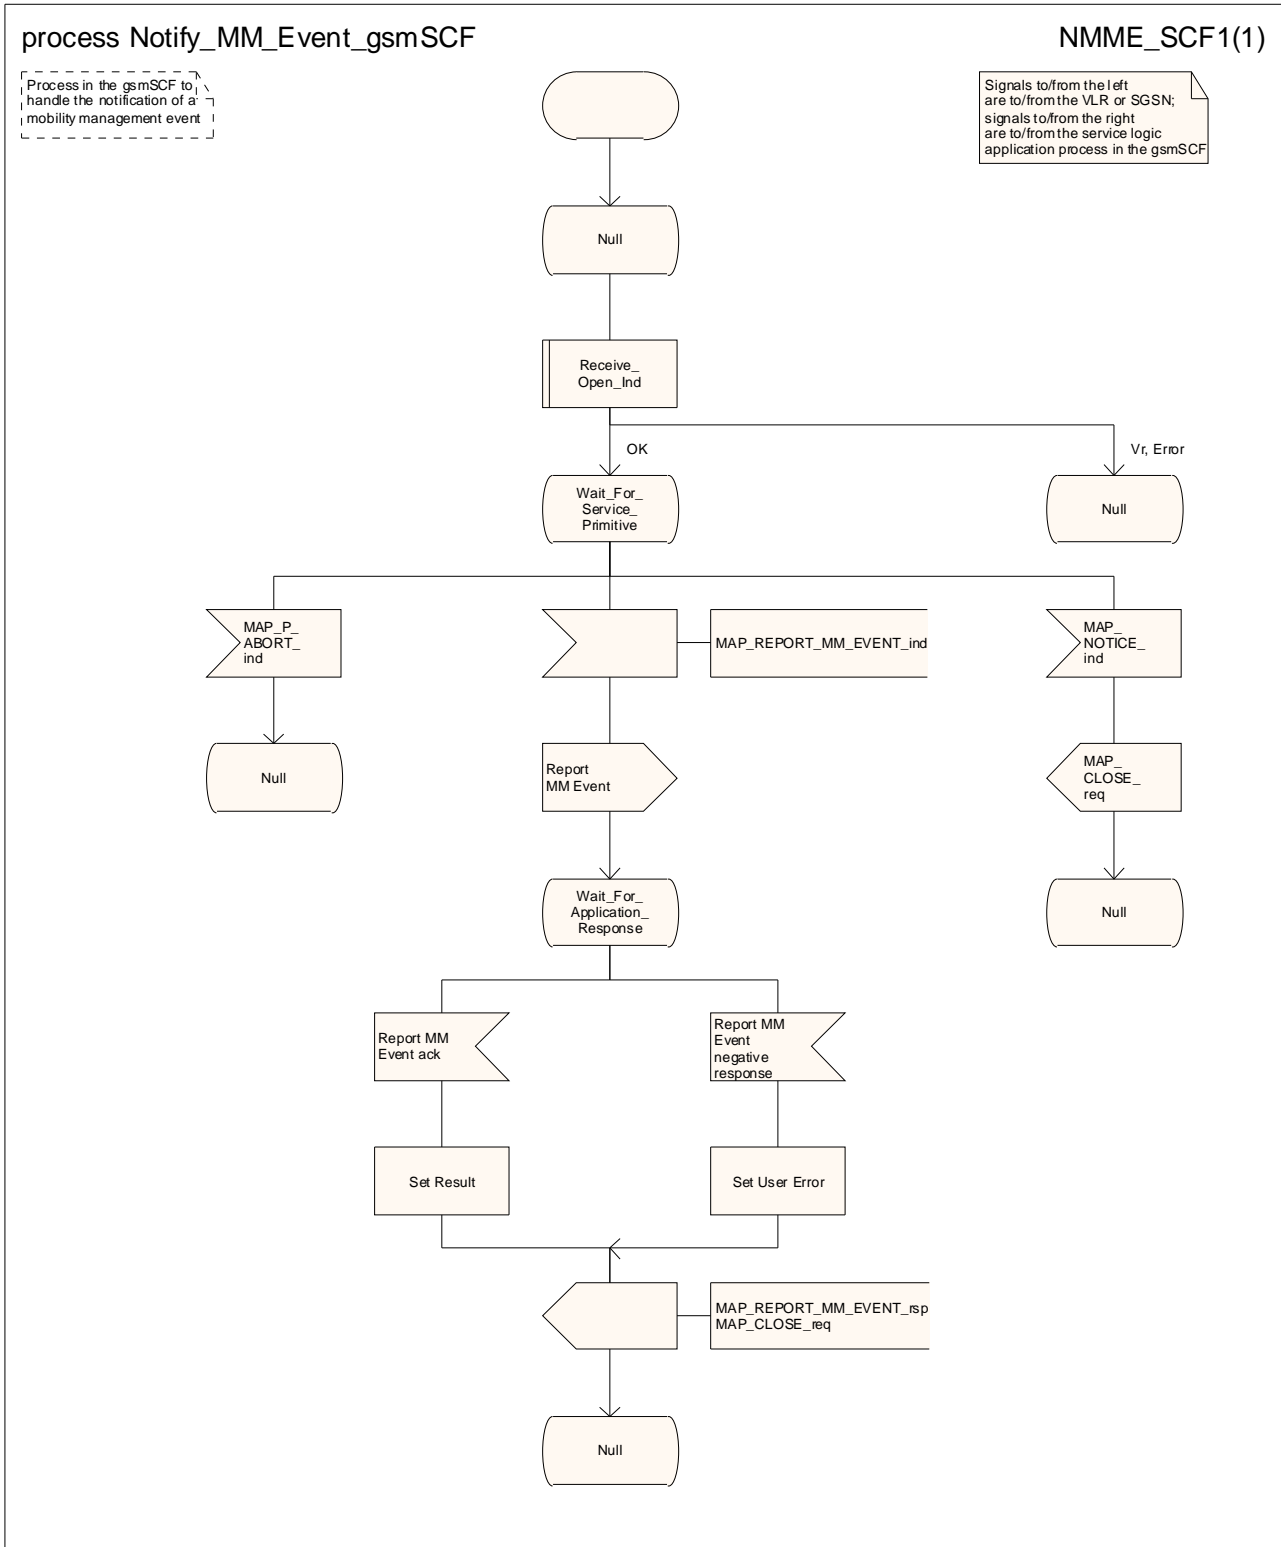 process Notify_MM_Event_gsmSCF
NMME_SCF1(1)
Process in the gsmSCF to
handle the notification of a
mobility management event
Signals to/from the left
are to/from the VLR or SGSN;
signals to/from the right
are to/from the service logic
application process in the gsmSCF
Null
Receive_
Open_Ind
OK
Vr, Error
Wait_For_
Service_
Primitive
Null
MAP_P_
ABORT_
ind
MAP_REPORT_MM_EVENT_ind
MAP_
NOTICE_
ind
Null
Report
MM Event
MAP_
CLOSE_
req
Wait_For_
Application_
Response
Null
Report MM
Event ack
Report MM
Event
negative
response
Set Result
Set User Error
MAP_REPORT_MM_EVENT_rsp
MAP_CLOSE_req
Null